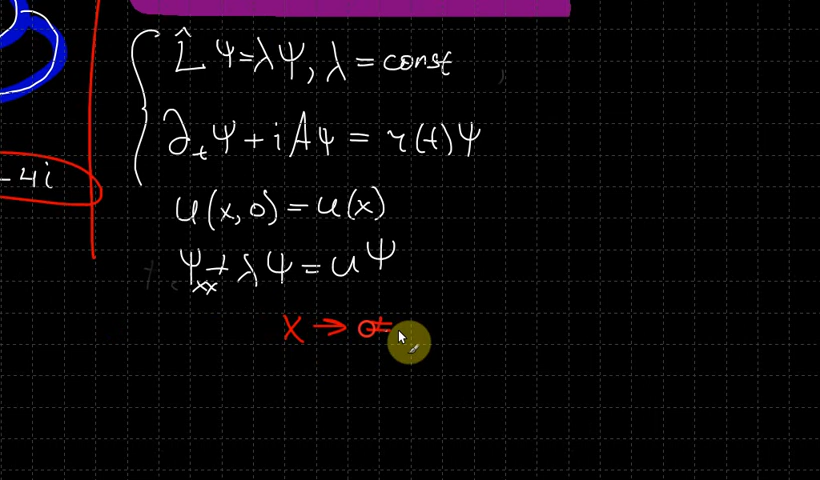 L̂ Ψ = λΨ, λ = const
∂ₜΨ + iAΨ = r(t)Ψ
- 4i
u(x, 0) = u(x)
Ψₓₓ + λΨ = uΨ
x →